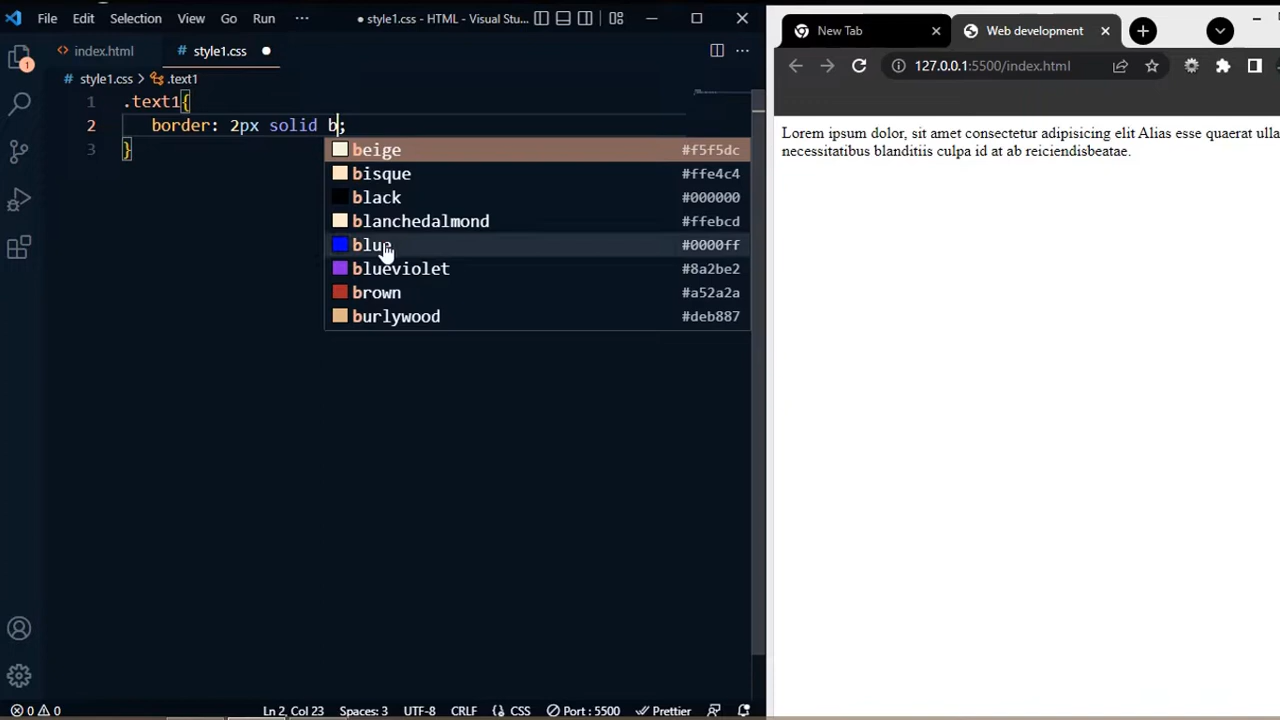 File Edit Selection View Go Run ··· ● style1.css - HTML - Visual Stu...
index.html style1.css ●
style1.css > .text1
1 .text1{
2 border: 2px solid b;
3 }
beige #f5f5dc
bisque #ffe4c4
black #000000
blanchedalmond #ffebcd
blue #0000ff
blueviolet #8a2be2
brown #a52a2a
burlywood #deb887
1
0 0 Ln 2, Col 23 Spaces: 3 UTF-8 CRLF {} CSS Port : 5500 Prettier
New Tab Web development
127.0.0.1:5500/index.html
Lorem ipsum dolor, sit amet consectetur adipisicing elit Alias esse quaerat ulla
necessitatibus blanditiis culpa id at ab reiciendisbeatae.